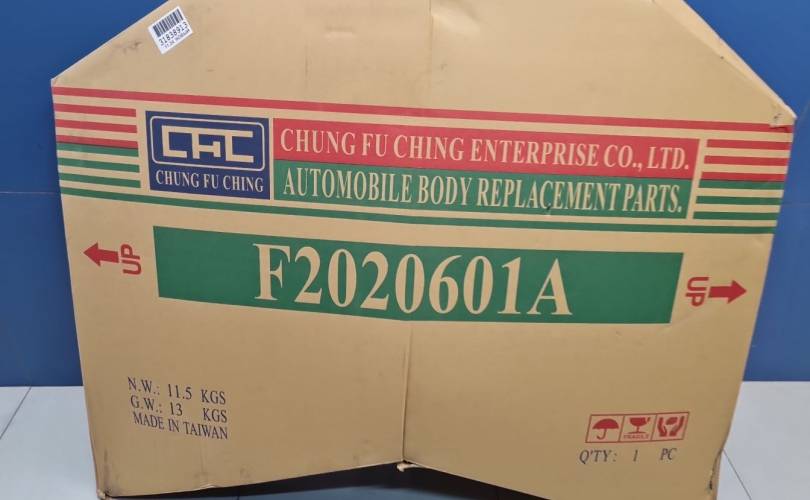 31838913
CFC
CHUNG FU CHING
CHUNG FU CHING ENTERPRISE CO., LTD.
AUTOMOBILE BODY REPLACEMENT PARTS.
UP
F2020601A
UP
N.W.: 11.5 KGS
G.W.: 13 KGS
MADE IN TAIWAN
FRAGILE
Q'TY: 1 PC